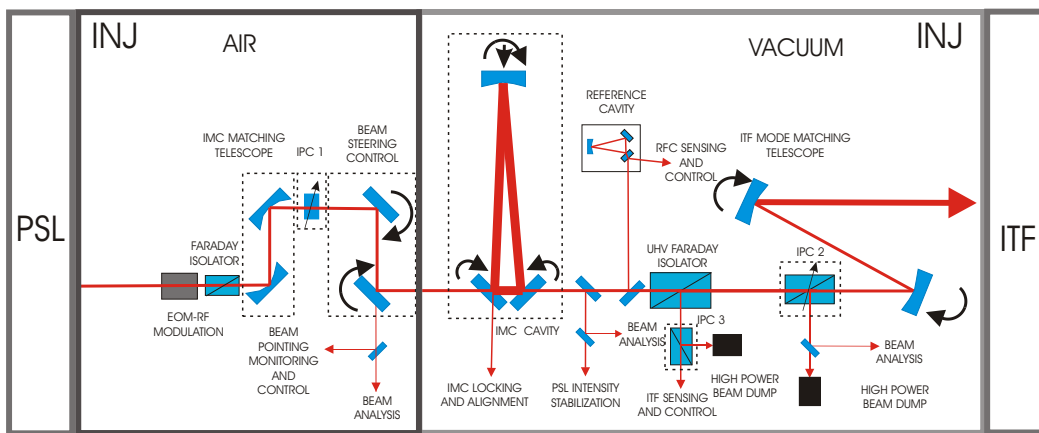 PSL
INJ
AIR
IMC MATCHING
TELESCOPE
IPC 1
BEAM
STEERING
CONTROL
FARADAY
ISOLATOR
EOM-RF
MODULATION
BEAM
POINTING
MONITORING
AND
CONTROL
BEAM
ANALYSIS
VACUUM
INJ
REFERENCE
CAVITY
RFC SENSING
AND
CONTROL
ITF MODE MATCHING
TELESCOPE
IMC CAVITY
IMC LOCKING
AND ALIGNMENT
BEAM
ANALYSIS
PSL INTENSITY
STABILIZATION
UHV FARADAY
ISOLATOR
IPC 3
ITF SENSING
AND CONTROL
HIGH POWER
BEAM DUMP
IPC 2
BEAM
ANALYSIS
HIGH POWER
BEAM DUMP
ITF